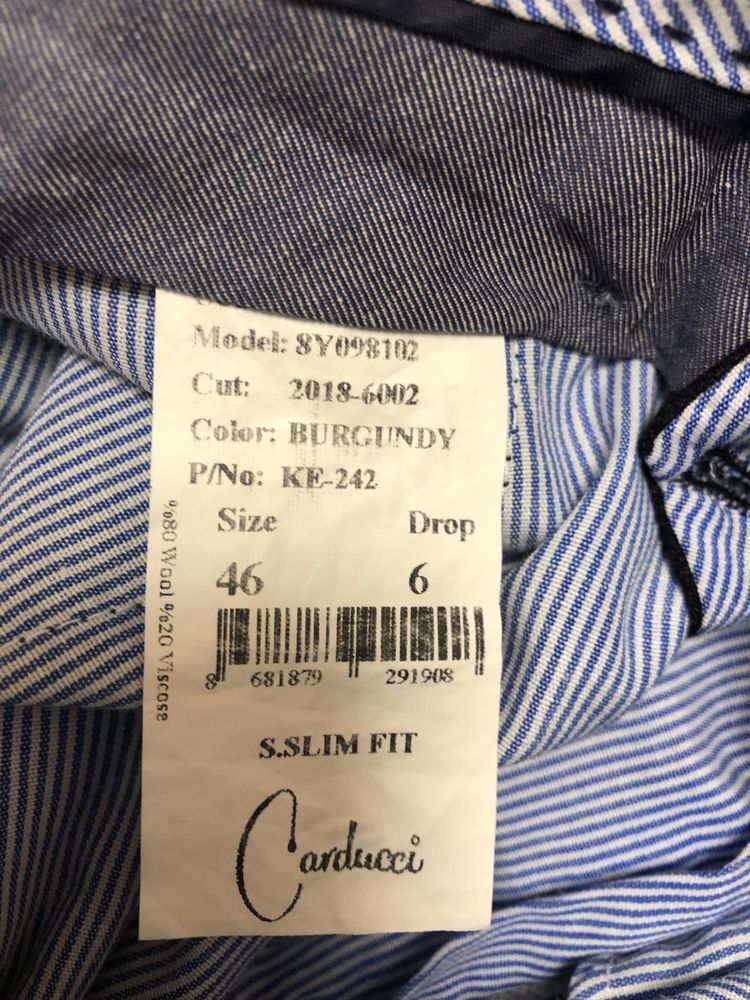 Model: 8Y098102
Cut: 2018-6002
Color: BURGUNDY
P/No: KE-242
Size Drop
46 6
8 681879 291908
S.SLIM FIT
Carducci
%80 Wool %20 Viscose